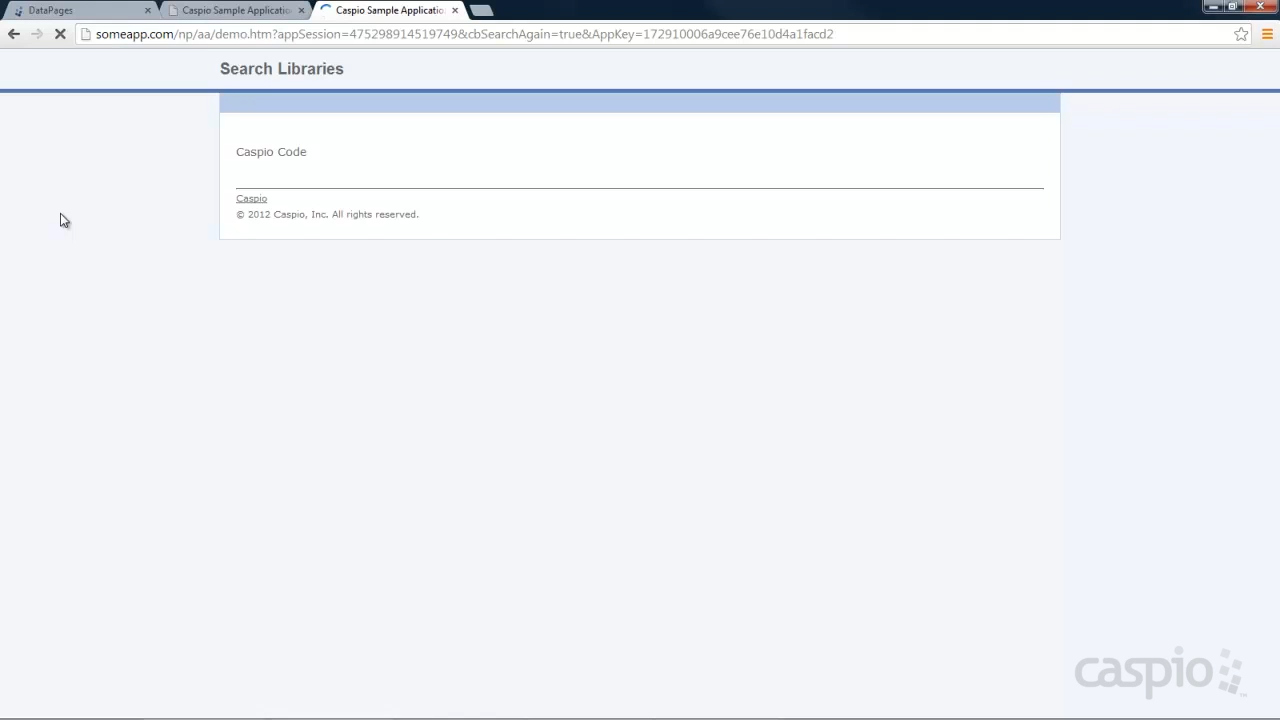 DataPages
Caspio Sample Applicatio
Caspio Sample Applicatio
someapp.com/np/aa/demo.htm?appSession=475298914519749&cbSearchAgain=true&AppKey=172910006a9cee76e10d4a1facd2
Search Libraries
Caspio Code
Caspio
© 2012 Caspio, Inc. All rights reserved.
caspio